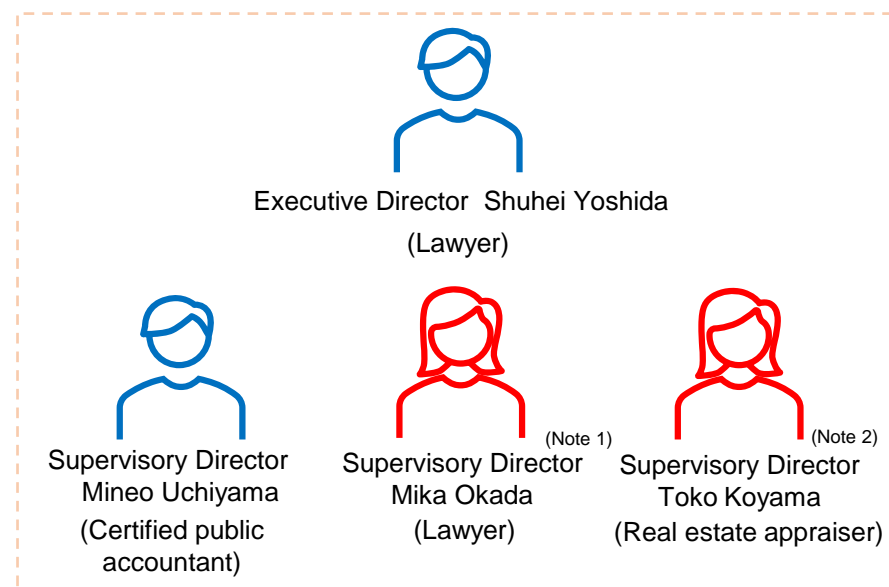 Executive Director Shuhei Yoshida
(Lawyer)
Supervisory Director
Mineo Uchiyama
(Certified public
accountant)
(Note 1)
Supervisory Director
Mika Okada
(Lawyer)
(Note 2)
Supervisory Director
Toko Koyama
(Real estate appraiser)